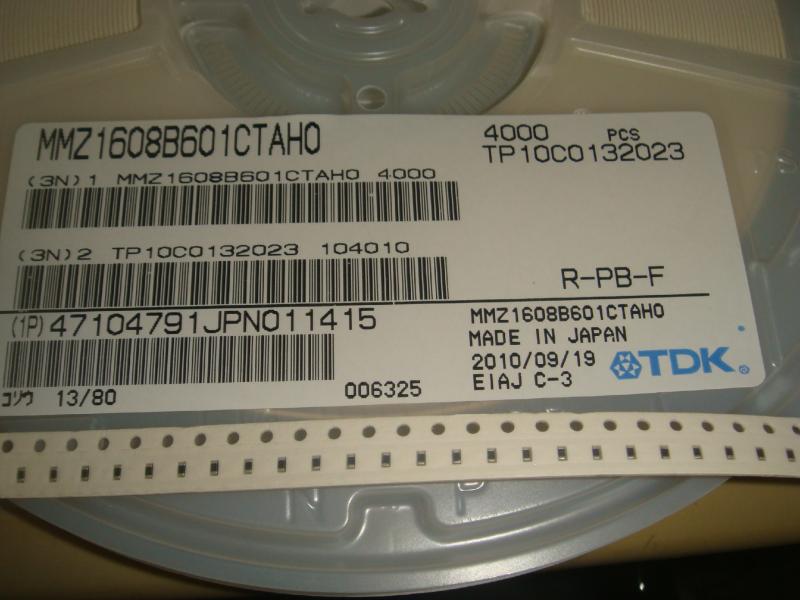 MMZ1608B601CTAH0
4000 PCS
TP10C0132023
(3N)1 MMZ1608B601CTAH0 4000
(3N)2 TP10C0132023 104010
R-PB-F
(1P)47104791JPN011415
MMZ1608B601CTAH0
MADE IN JAPAN
2010/09/19
EIAJ C-3
TDK
コソウ 13/80
006325